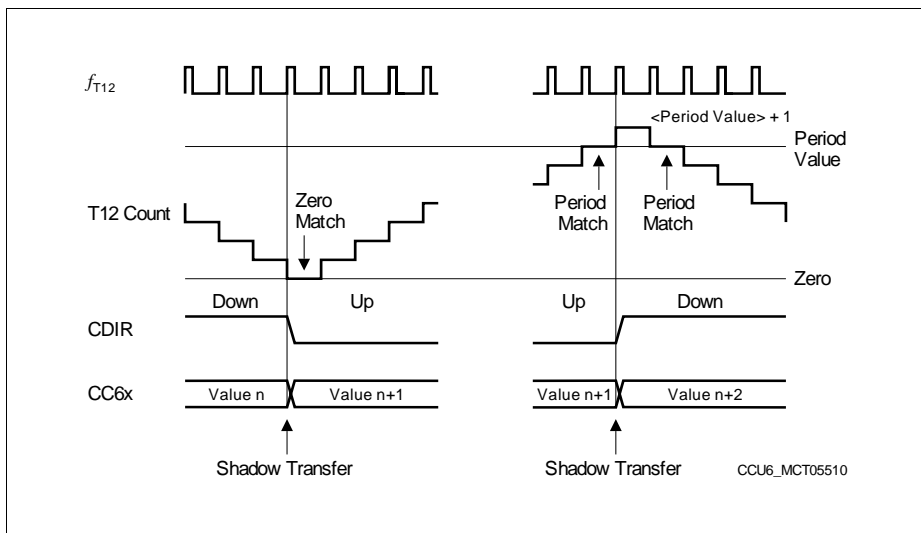 fT12
<Period Value> + 1
Period
Value
Zero
Match
Period
Match
Period
Match
T12 Count
Zero
Down
Up
Up
Down
CDIR
CC6x
Value n
Value n+1
Value n+1
Value n+2
Shadow Transfer
Shadow Transfer
CCU6_MCT05510